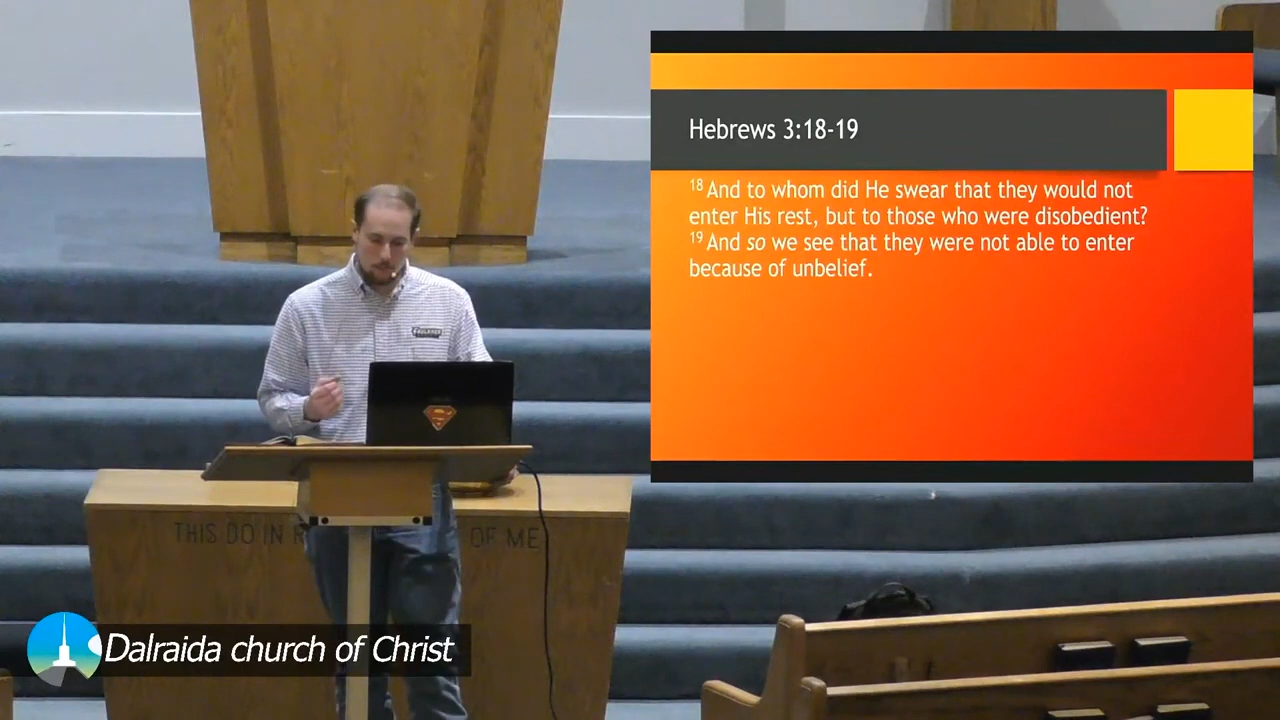 Hebrews 3:18-19
18 And to whom did He swear that they would not
enter His rest, but to those who were disobedient?
19 And so we see that they were not able to enter
because of unbelief.
FAULKNER
THIS DO IN R
OF ME
Dalraida church of Christ